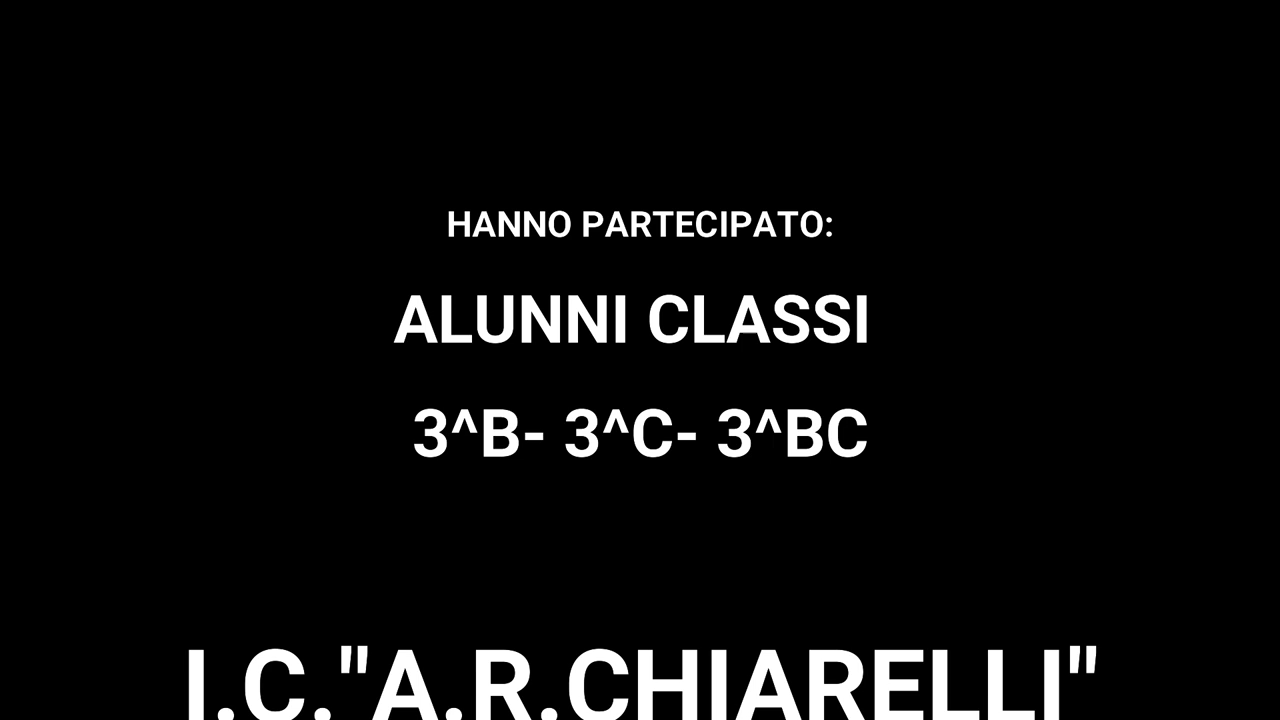 HANNO PARTECIPATO:
ALUNNI CLASSI
3^B- 3^C- 3^BC
I.C."A.R.CHIARELLI"